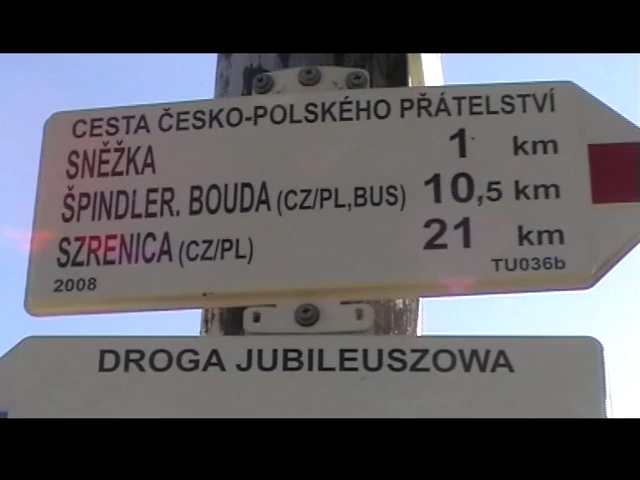 CESTA ČESKO-POLSKÉHO PŘÁTELSTVÍ
SNĚŽKA 1 km
ŠPINDLER. BOUDA (CZ/PL,BUS) 10,5 km
SZRENICA (CZ/PL) 21 km
2008 TU036b
DROGA JUBILEUSZOWA